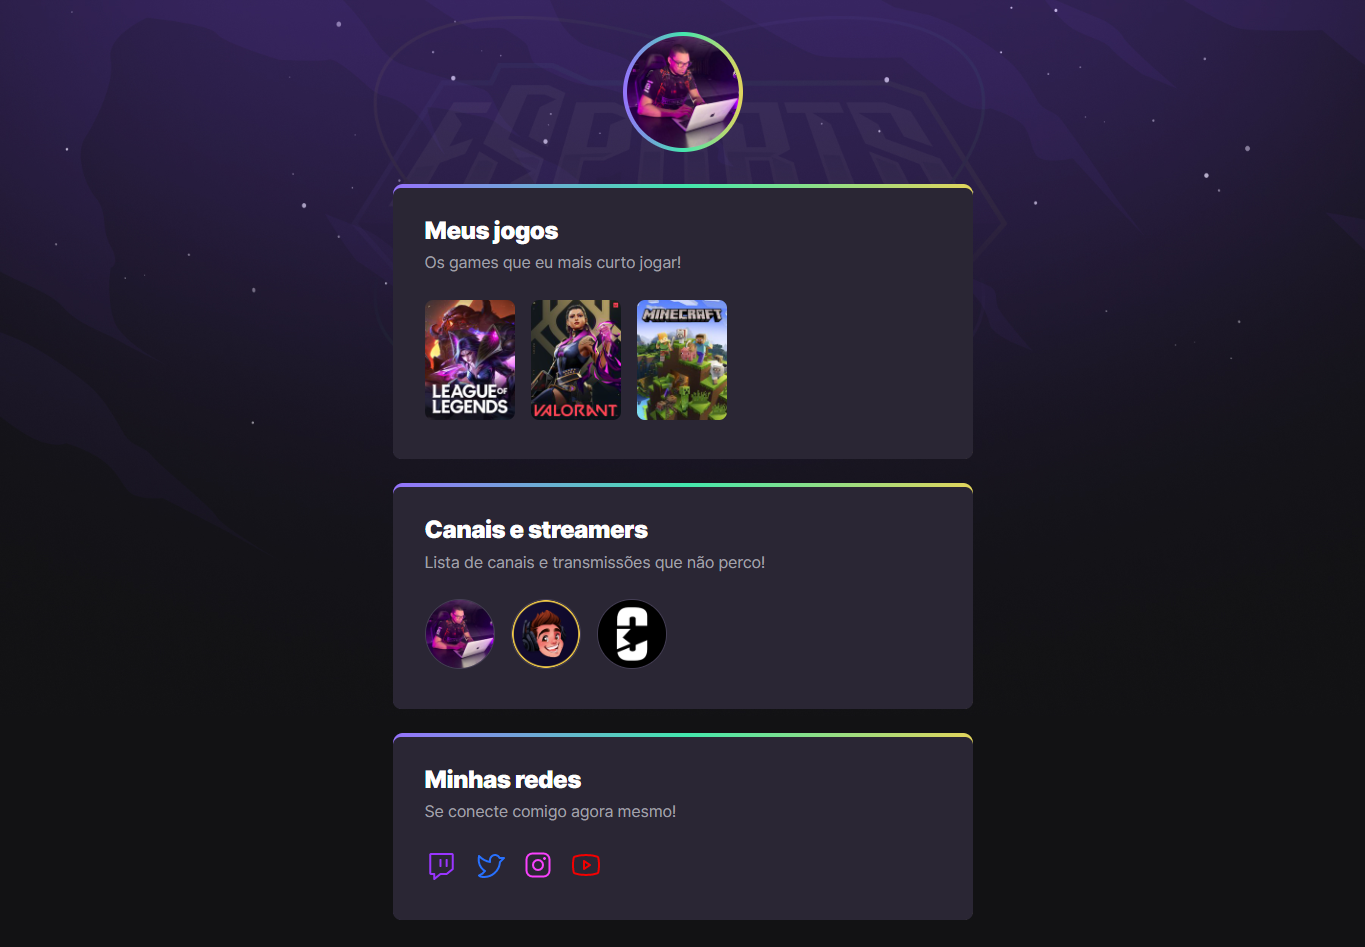 ESPORTS
Meus jogos
Os games que eu mais curto jogar!
LEAGUE OF
LEGENDS
VALORANT
MINECRAFT
Canais e streamers
Lista de canais e transmissões que não perco!
Minhas redes
Se conecte comigo agora mesmo!